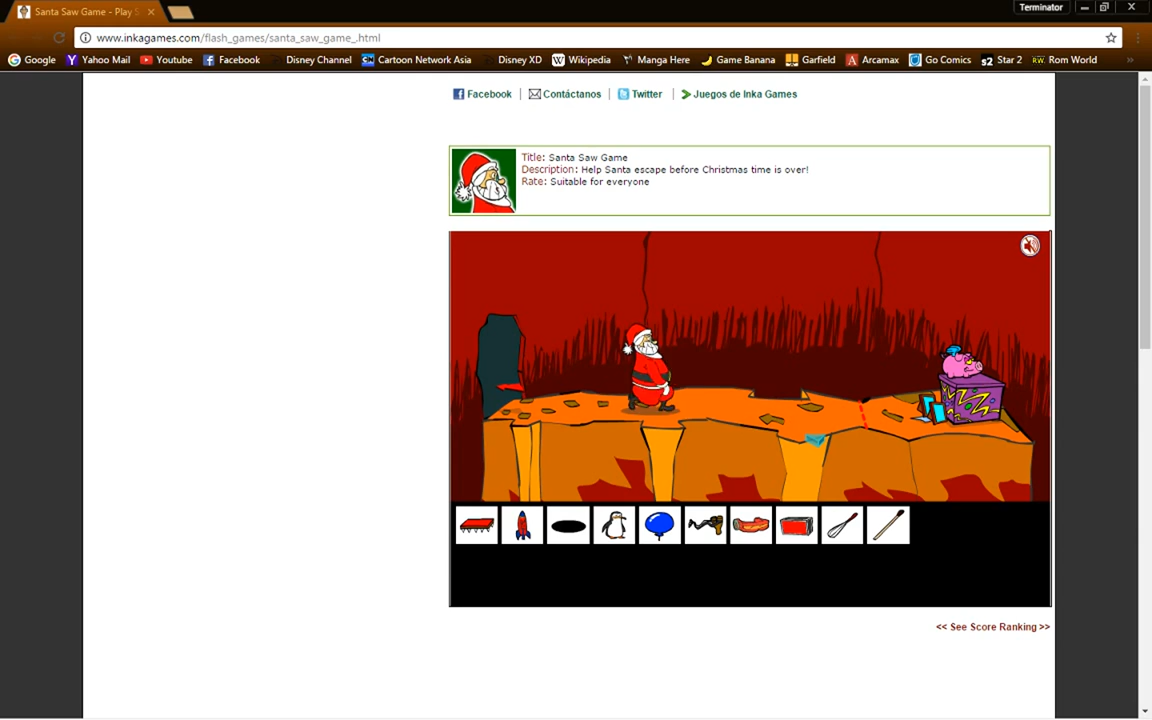 Santa Saw Game - Play S
Terminator
www.inkagames.com/flash_games/santa_saw_game_.html
Google Yahoo Mail Youtube Facebook Disney Channel Cartoon Network Asia Disney XD Wikipedia Manga Here Game Banana Garfield Arcamax Go Comics Star 2 Rom World
Facebook | Contáctanos | Twitter | Juegos de Inka Games
Title: Santa Saw Game
Description: Help Santa escape before Christmas time is over!
Rate: Suitable for everyone
<< See Score Ranking >>